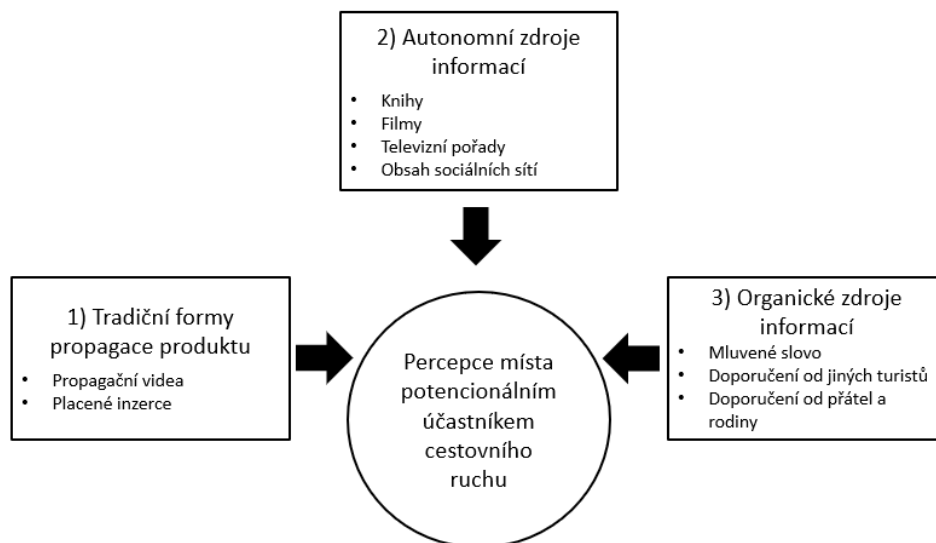 2) Autonomní zdroje
informací
• Knihy
• Filmy
• Televizní pořady
• Obsah sociálních sítí
1) Tradiční formy
propagace produktu
• Propagační videa
• Placené inzerce
Percepce místa
potencionálním
účastníkem
cestovního
ruchu
3) Organické zdroje
informací
• Mluvené slovo
• Doporučení od jiných turistů
• Doporučení od přátel a
rodiny